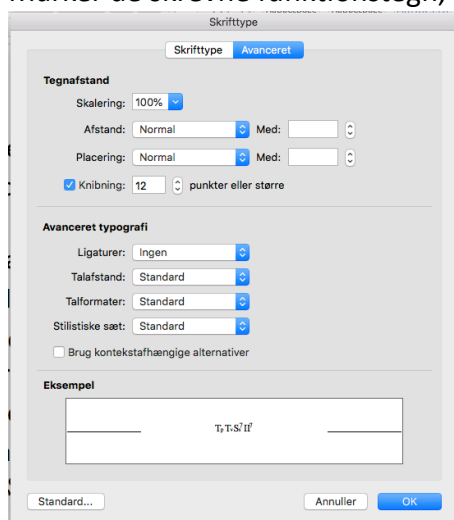 Skrifttype
Skrifttype Avanceret
Tegnafstand
Skalering: 100%
Afstand: Normal Med:
Placering: Normal Med:
Knibning: 12 punkter eller større
Avanceret typografi
Ligaturer: Ingen
Talafstand: Standard
Talformater: Standard
Stilistiske sæt: Standard
Brug kontekstafhængige alternativer
Eksempel
Standard... Annuller OK